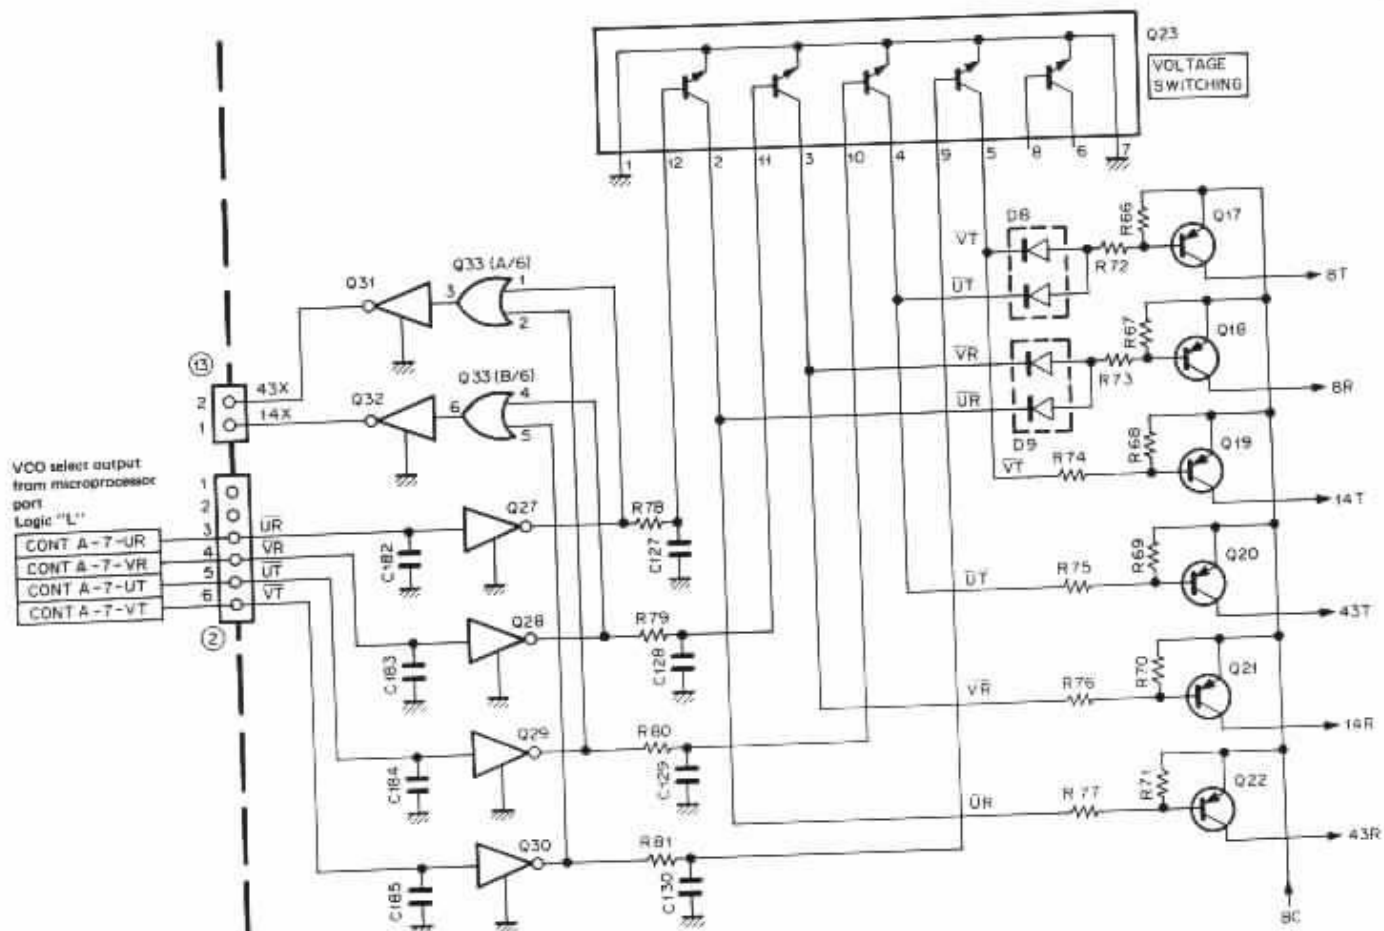 Q23
VOLTAGE
SWITCHING
1
12
2
11
3
10
4
9
5
8
6
7
D8
R66
Q17
VT
R72
8T
UT
Q33 (A/6)
Q31
3
1
2
R67
Q18
VR
R73
8R
13
2
43X
Q33 (B/6)
4
UR
1
14X
Q32
6
5
D9
R68
Q19
VT
R74
14T
VCO select output
from microprocessor
port
Logic "L"
1
2
3
UR
Q27
R78
CONT A-7-UR
4
VR
C182
C127
R69
Q20
CONT A-7-VR
5
UT
UT
R75
CONT A-7-UT
6
VT
43T
CONT A-7-VT
2
Q28
R79
C183
C128
R70
Q21
VR
R76
14R
Q29
R80
C184
C129
R71
Q22
UR
R77
43R
Q30
R81
C185
C130
8C